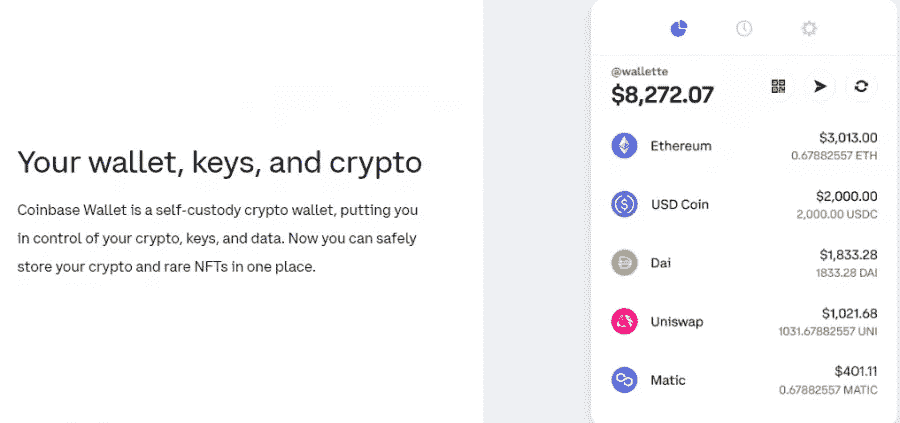 Your wallet, keys, and crypto
Coinbase Wallet is a self-custody crypto wallet, putting you
in control of your crypto, keys, and data. Now you can safely
store your crypto and rare NFTs in one place.
@wallette
$8,272.07
Ethereum
$3,013.00
0.67882557 ETH
USD Coin
$2,000.00
2,000.00 USDC
Dai
$1,833.28
1833.28 DAI
Uniswap
$1,021.68
1031.67882557 UNI
Matic
$401.11
0.67882557 MATIC